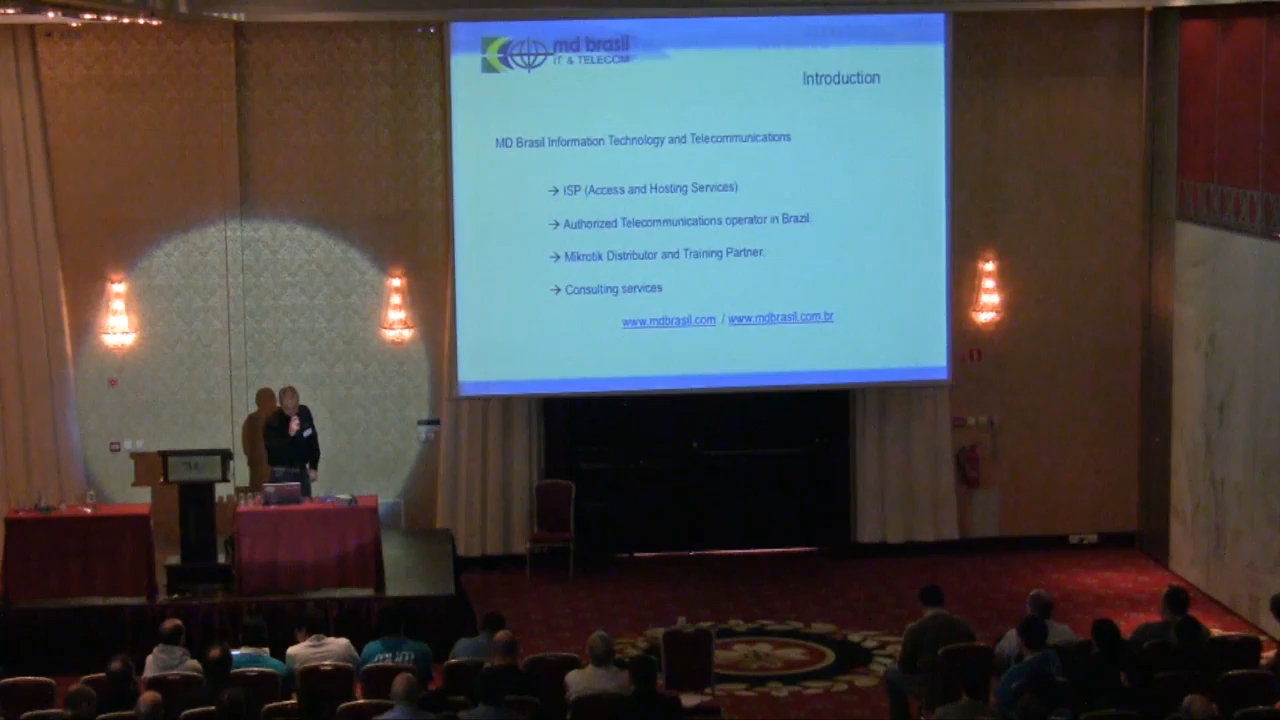 md brasil
IT & TELECOM
Introduction
MD Brasil Information Technology and Telecommunications
→ ISP (Access and Hosting Services)
→ Authorized Telecommunications operator in Brazil.
→ Mikrotik Distributor and Training Partner.
→ Consulting services
www.mdbrasil.com / www.mdbrasil.com.br